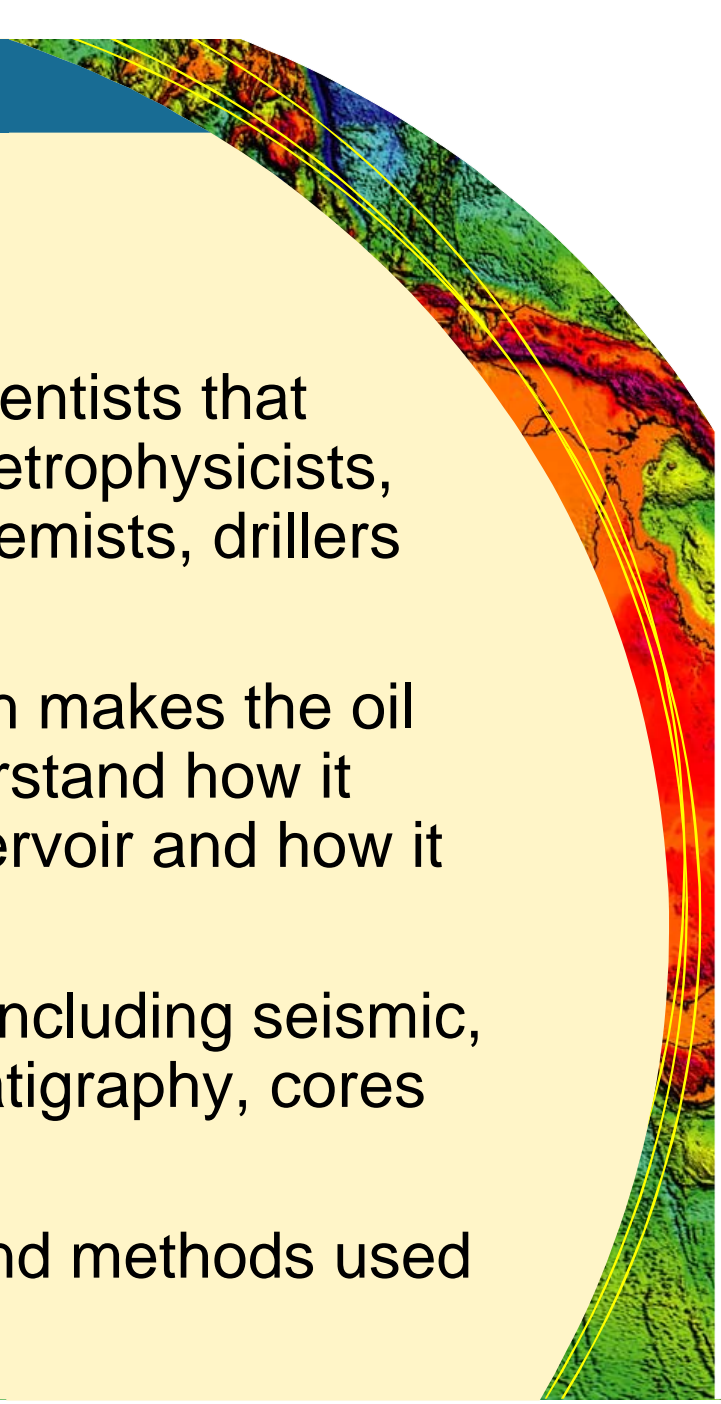 entists that
etrophysicists,
emists, drillers
n makes the oil
rstand how it
ervoir and how it
ncluding seismic,
atigraphy, cores
nd methods used